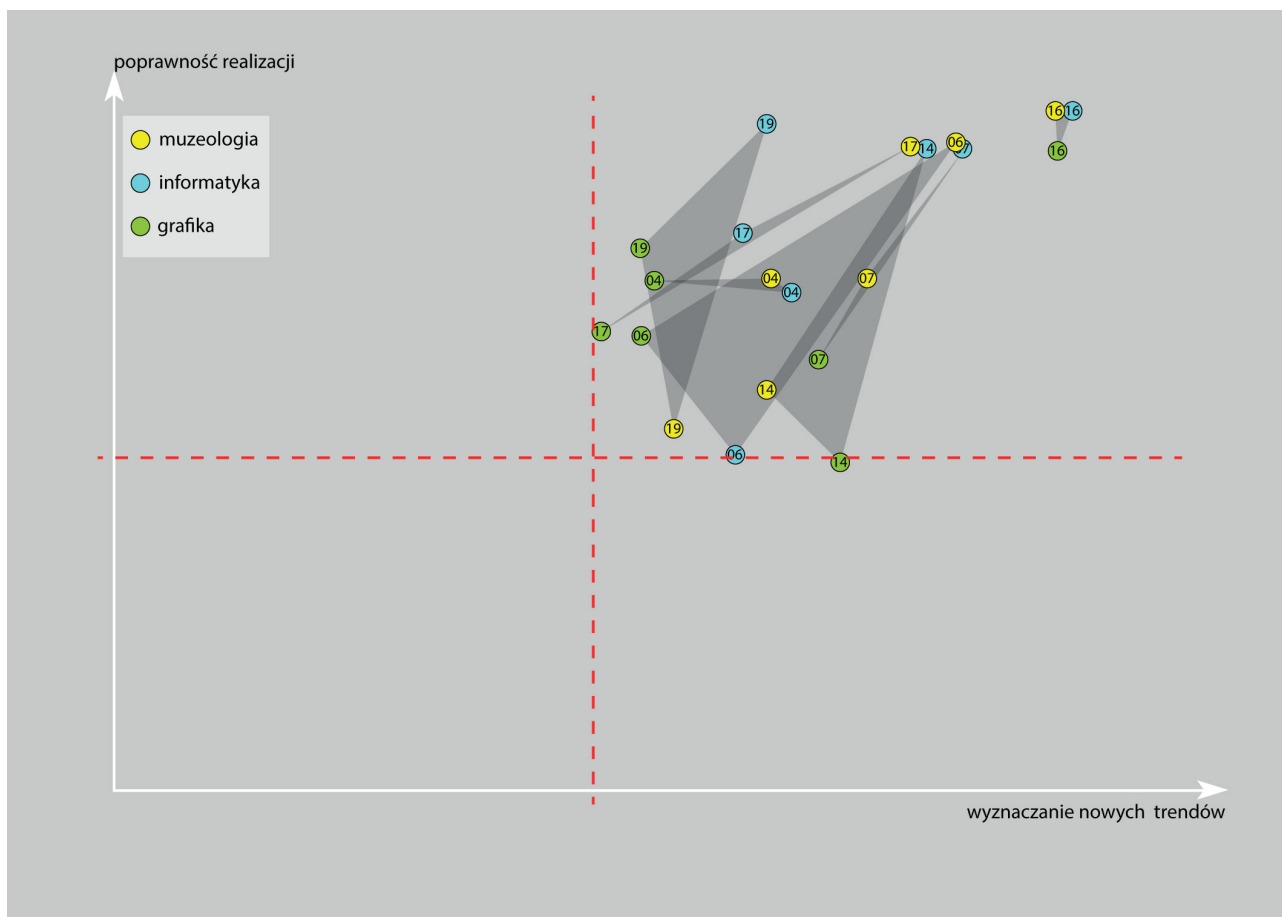 poprawność realizacji
muzeologia
informatyka
grafika
16 16
19
06
17 14 07
16
17
19
04 04
07
04
17
06
07
14
19
06
14
wyznaczanie nowych trendów